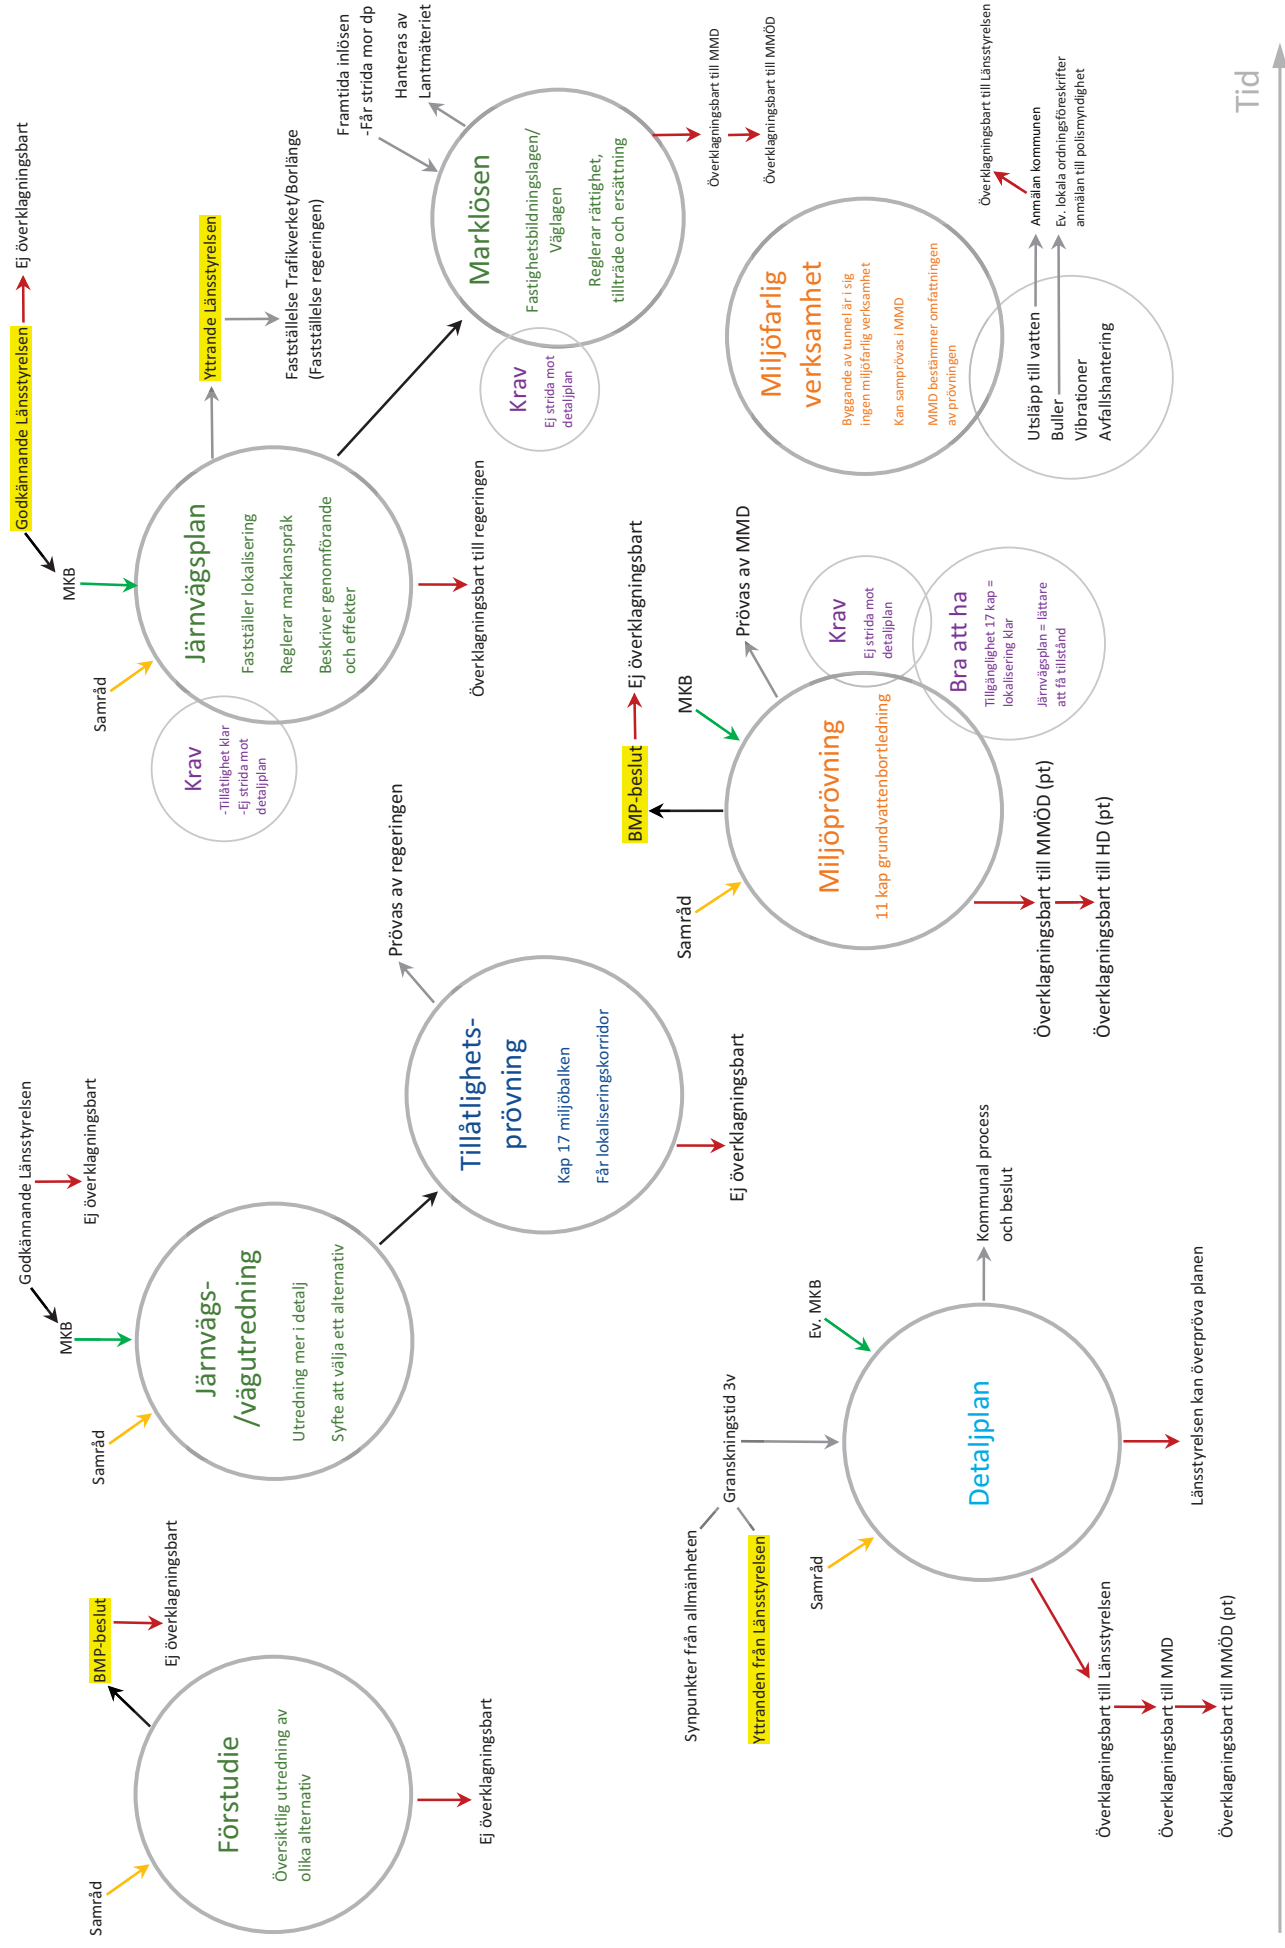 Samråd
Förstudie
Översiktlig utredning av
olika alternativ
BMP-beslut
Ej överklagningsbart
Ej överklagningsbart
Samråd
MKB
Godkännande Länsstyrelsen
Ej överklagningsbart
Järnvägs-
/vägutredning
Utredning mer i detalj
Syfte att välja ett alternativ
Tillåtlighets-
prövning
Kap 17 miljöbalken
Får lokaliseringskorridor
Prövas av regeringen
Ej överklagningsbart
Samråd
MKB
Godkännande Länsstyrelsen
Ej överklagningsbart
Krav
-Tillåtlighet klar
-Ej strida mot
detaljplan
Järnvägsplan
Fastställer lokalisering
Reglerar markanspråk
Beskriver genomförande
och effekter
Yttrande Länsstyrelsen
Fastställelse Trafikverket/Borlänge
(Fastställelse regeringen)
Överklagningsbart till regeringen
Krav
Ej strida mot
detaljplan
Marklösen
Fastighetsbildningslagen/
Väglagen
Reglerar rättighet,
tillträde och ersättning
Framtida inlösen
-Får strida mor dp
Hanteras av
Lantmäteriet
Överklagningsbart till MMD
Överklagningsbart till MMÖD
Synpunkter från allmänheten
Yttranden från Länsstyrelsen
Granskningstid 3v
Samråd
Ev. MKB
Detaljplan
Kommunal process
och beslut
Länsstyrelsen kan överpröva planen
Överklagningsbart till Länsstyrelsen
Överklagningsbart till MMD
Överklagningsbart till MMÖD (pt)
Samråd
BMP-beslut
Ej överklagningsbart
MKB
Prövas av MMD
Miljöprövning
11 kap grundvattenbortledning
Krav
Ej strida mot
detaljplan
Bra att ha
Tillgänglighet 17 kap =
lokalisering klar
Järnvägsplan = lättare
att få tillstånd
Överklagningsbart till MMÖD (pt)
Överklagningsbart till HD (pt)
Miljöfarlig
verksamhet
Byggande av tunnel är i sig
ingen miljöfarlig verksamhet
Kan samprövas i MMD
MMD bestämmer omfattningen
av prövningen
Utsläpp till vatten
Buller
Vibrationer
Avfallshantering
Överklagningsbart till Länsstyrelsen
Anmälan kommunen
Ev. lokala ordningsföreskrifter
anmälan till polismyndighet
Tid